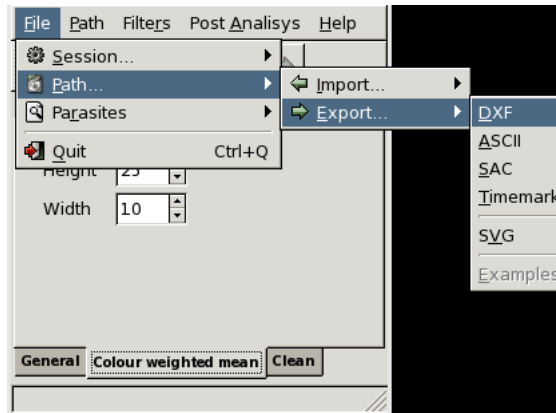 File Path Filters Post Analisys Help
Session...
Path...
Parasites
Quit Ctrl+Q
Import...
Export...
DXF
ASCII
SAC
Timemark
SVG
Examples
Height 25
Width 10
General Colour weighted mean Clean